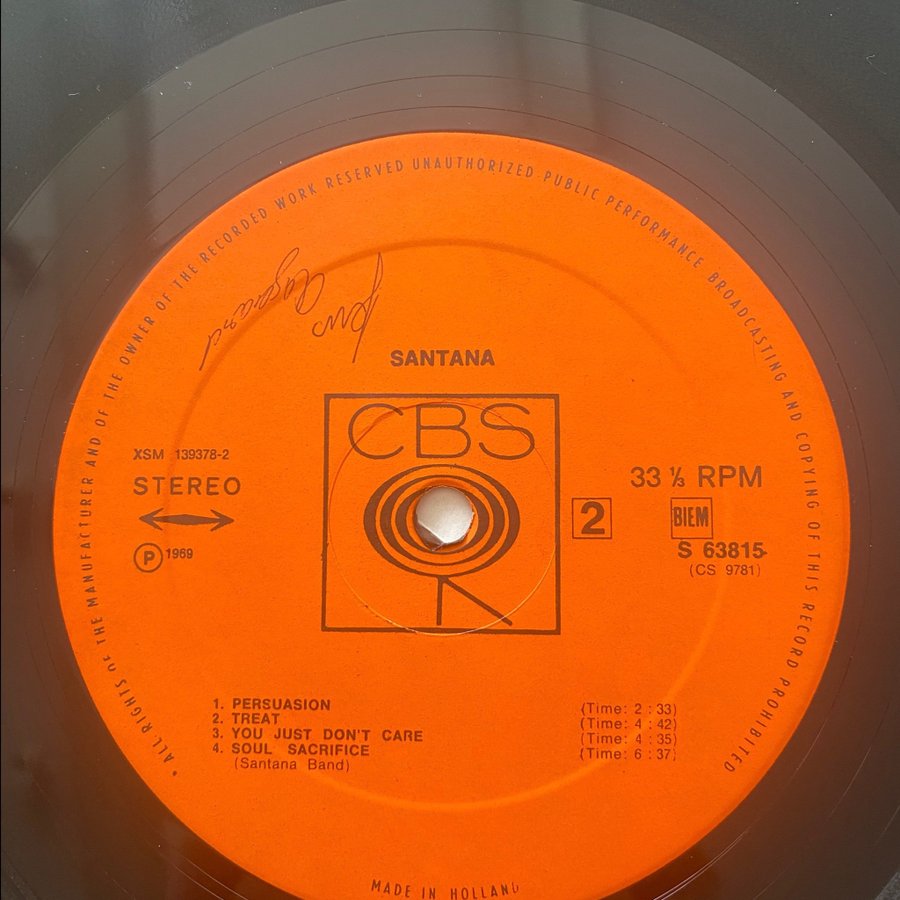 • ALL RIGHTS OF THE MANUFACTURER AND OF THE OWNER OF THE RECORDED WORK RESERVED UNAUTHORIZED PUBLIC PERFORMANCE BROADCASTING AND COPYING OF THIS RECORD PROHIBITED
SANTANA
CBS
XSM 139378-2
STEREO
33 ⅓ RPM
2
BIEM
Ⓟ 1969
S 63815
(CS 9781)
1. PERSUASION (Time: 2 : 33)
2. TREAT (Time: 4 : 42)
3. YOU JUST DON'T CARE (Time: 4 : 35)
4. SOUL SACRIFICE (Time: 6 : 37)
(Santana Band)
MADE IN HOLLAND